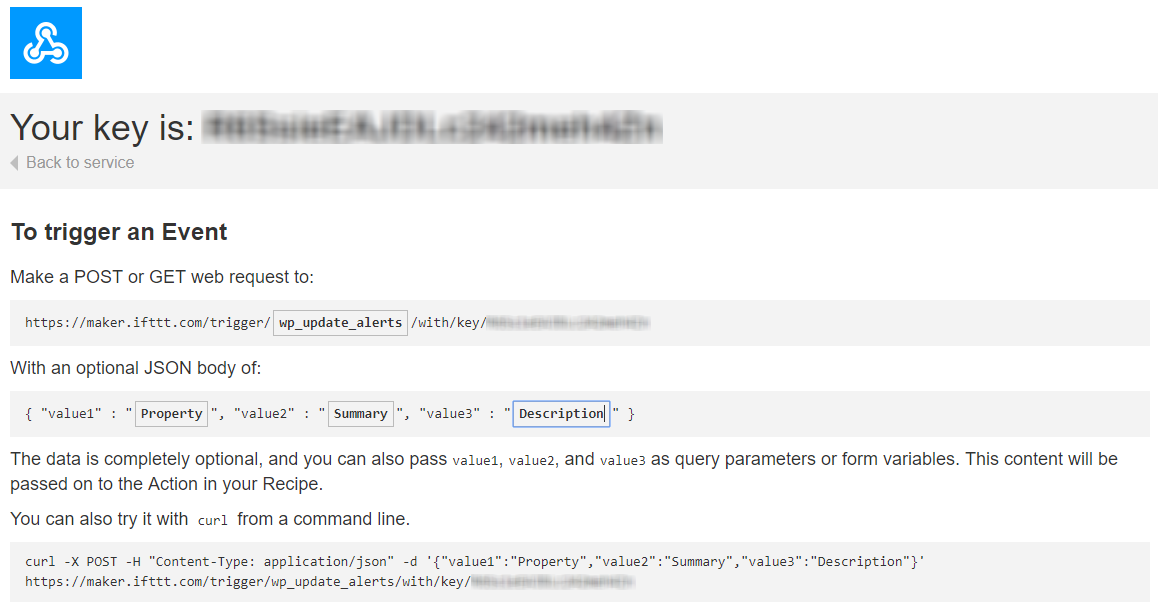 Your key is:
Back to service
To trigger an Event
Make a POST or GET web request to:
https://maker.ifttt.com/trigger/ wp_update_alerts /with/key/
With an optional JSON body of:
{ "value1" : " Property ", "value2" : " Summary ", "value3" : " Description " }
The data is completely optional, and you can also pass value1, value2, and value3 as query parameters or form variables. This content will be
passed on to the Action in your Recipe.
You can also try it with curl from a command line.
curl -X POST -H "Content-Type: application/json" -d '{"value1":"Property","value2":"Summary","value3":"Description"}'
https://maker.ifttt.com/trigger/wp_update_alerts/with/key/